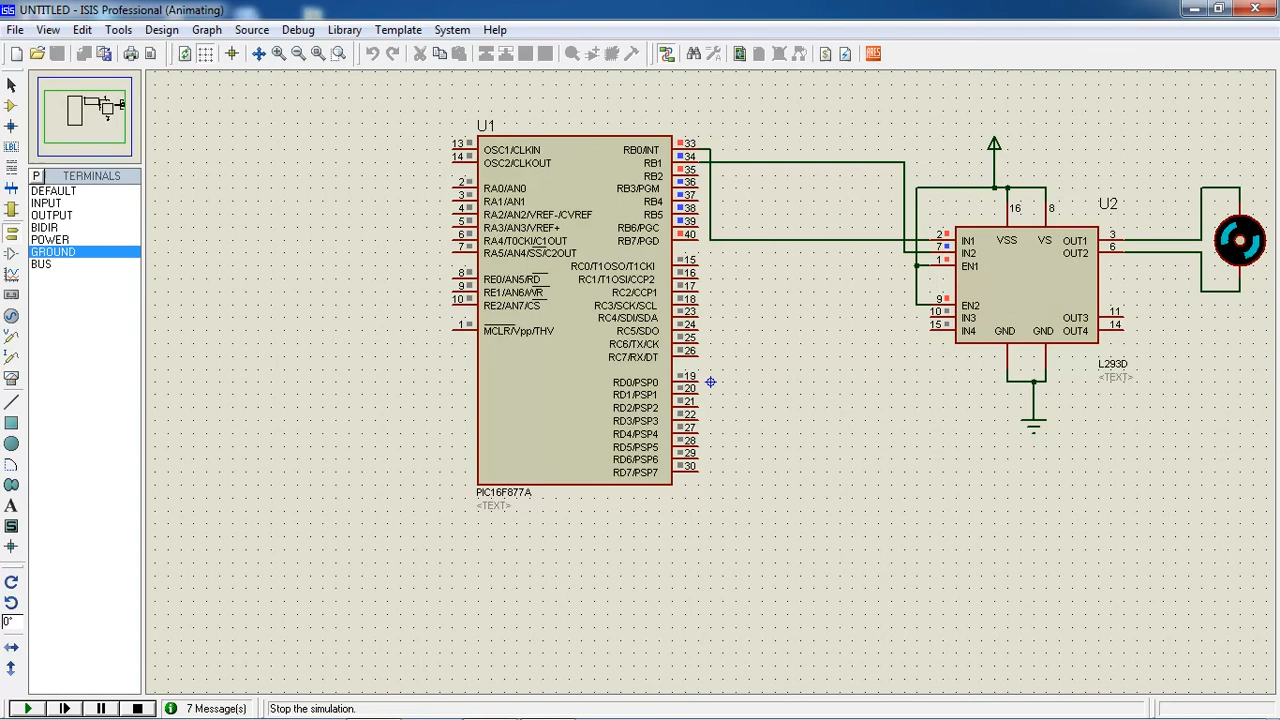 ISIS UNTITLED - ISIS Professional (Animating)
File View Edit Tools Design Graph Source Debug Library Template System Help
ARES
LBL
P TERMINALS
DEFAULT
INPUT
OUTPUT
BIDIR
POWER
GROUND
BUS
A
S
0°
U1
13 OSC1/CLKIN RB0/INT 33
14 OSC2/CLKOUT RB1 34
RB2 35
2 RA0/AN0 RB3/PGM 36
3 RA1/AN1 RB4 37
4 RA2/AN2/VREF-/CVREF RB5 38
5 RA3/AN3/VREF+ RB6/PGC 39
6 RA4/T0CKI/C1OUT RB7/PGD 40
7 RA5/AN4/SS/C2OUT
RC0/T1OSO/T1CKI 15
8 RE0/AN5/RD RC1/T1OSI/CCP2 16
9 RE1/AN6/WR RC2/CCP1 17
10 RE2/AN7/CS RC3/SCK/SCL 18
RC4/SDI/SDA 23
1 MCLR/Vpp/THV RC5/SDO 24
RC6/TX/CK 25
RC7/RX/DT 26
RD0/PSP0 19
RD1/PSP1 20
RD2/PSP2 21
RD3/PSP3 22
RD4/PSP4 27
RD5/PSP5 28
RD6/PSP6 29
RD7/PSP7 30
PIC16F877A
<TEXT>
U2
16 8
2 IN1 VSS VS OUT1 3
7 IN2 OUT2 6
1 EN1
9 EN2
10 IN3 OUT3 11
15 IN4 GND GND OUT4 14
L293D
<TEXT>
7 Message(s) Stop the simulation.